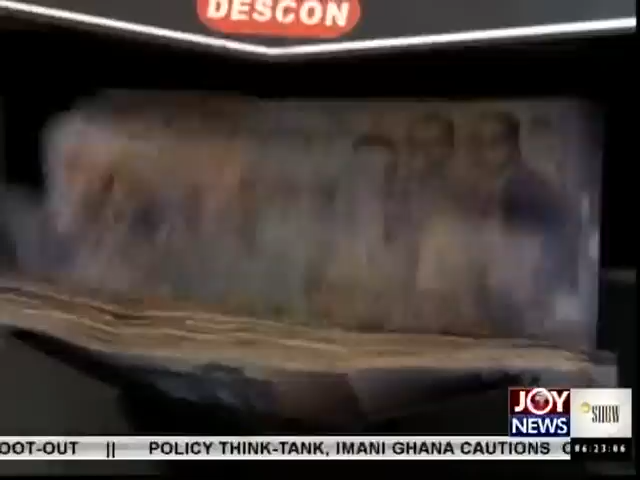 DESCON
JOY
NEWS
SHOW
OOT-OUT || POLICY THINK-TANK, IMANI GHANA CAUTIONS
06:23:06